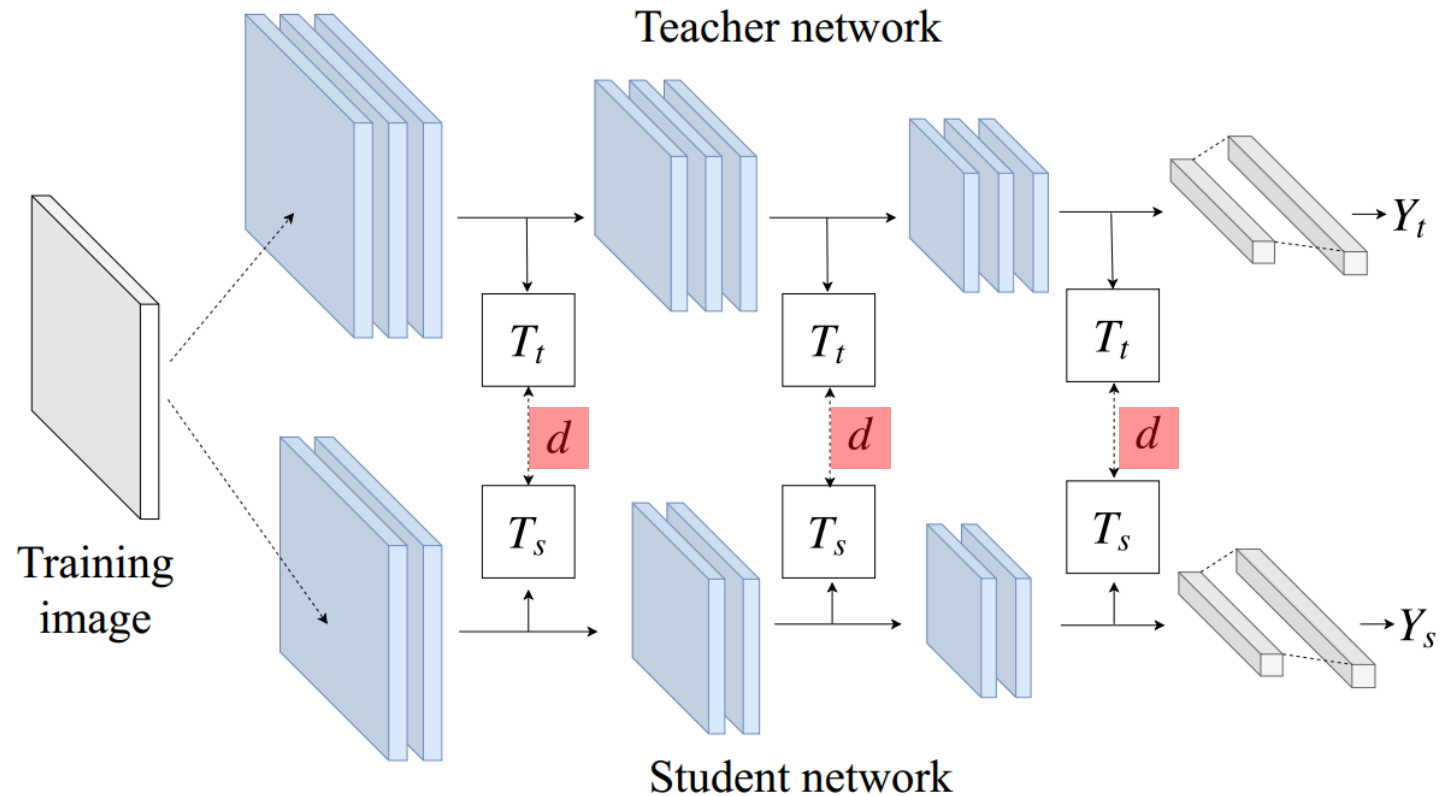 Teacher network
Y_t
T_t T_t T_t
d d d
T_s T_s T_s
Training
image
Y_s
Student network